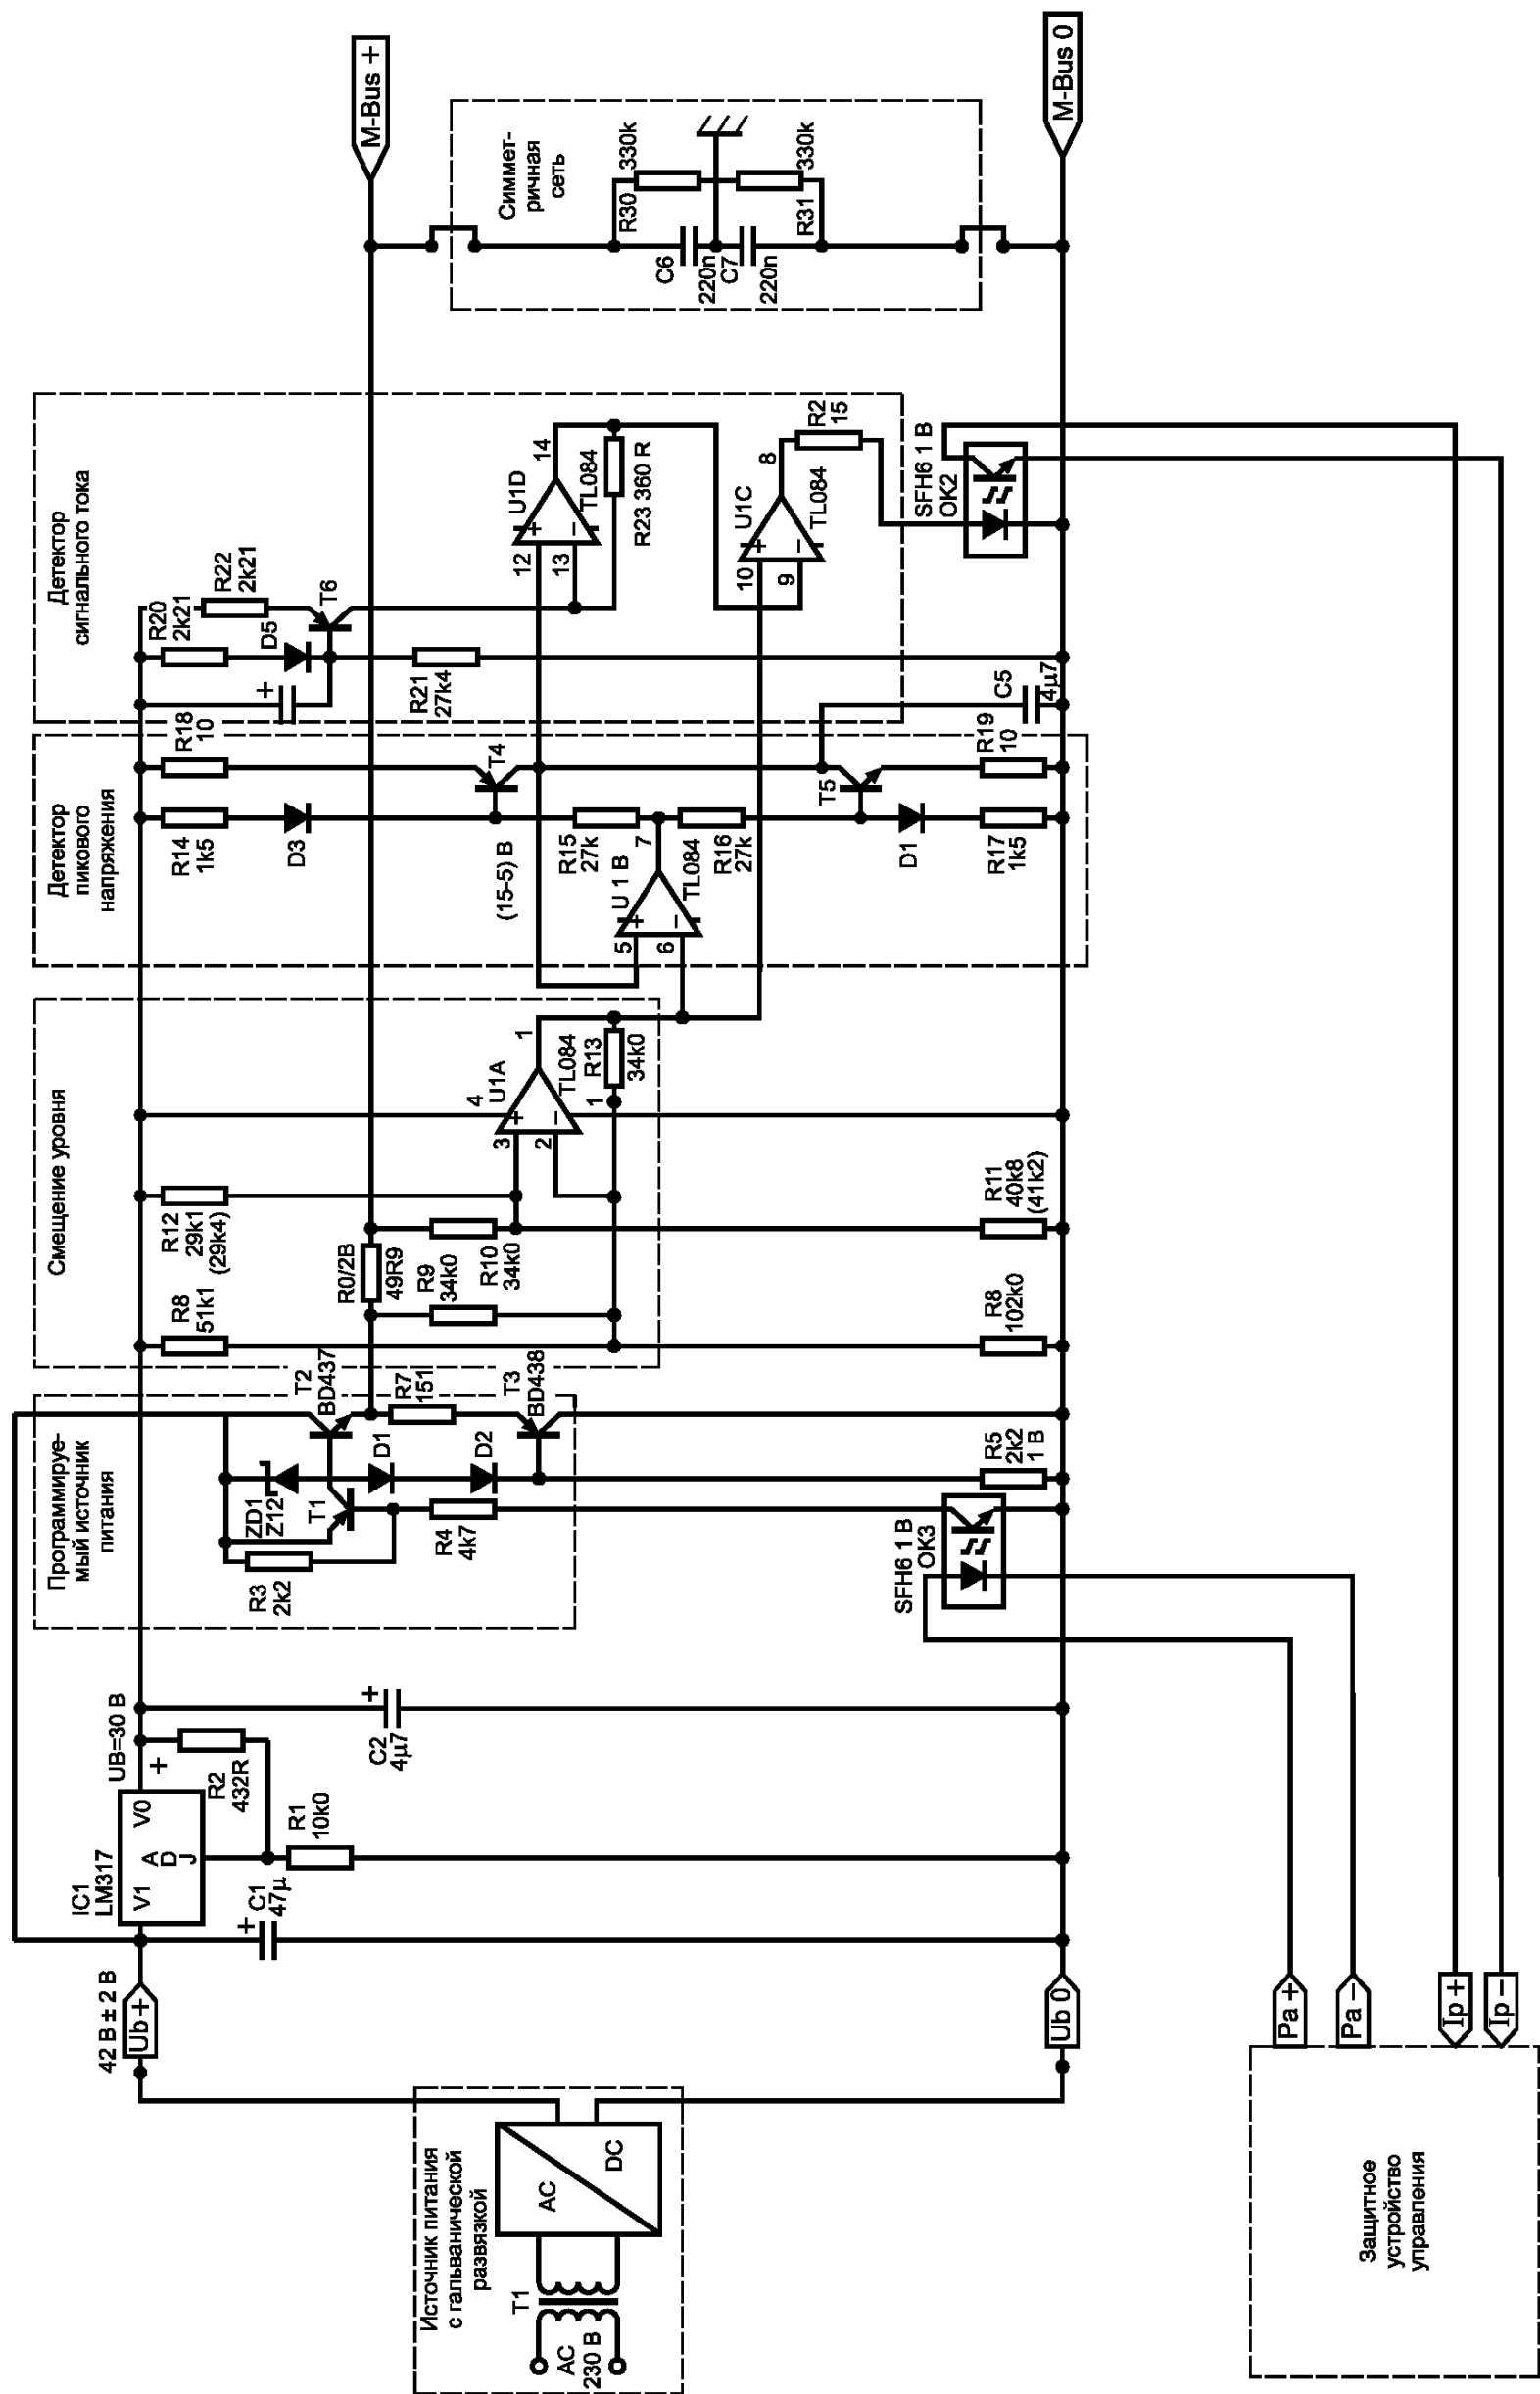 Источник питания
с гальванической
развязкой
T1
AC
230 В
AC
DC
42 В ± 2 В
Ub +
Ub 0
IC1
LM317
V1
V0
A
D
J
+
C1
47µ
R1
10k0
R2
432R
+
UB=30 В
+
C2
4µ7
Программируе-
мый источник
питания
R3
2k2
ZD1
Z12
T1
R4
4k7
D1
D2
T2
BD437
R7
151
T3
BD438
R5
2k2
1 В
SFH6 1 В
OK3
Смещение уровня
R8
51k1
R12
29k1
(29k4)
R0/2B
49R9
R9
34k0
R10
34k0
R8
102k0
R11
40k8
(41k2)
3
2
4
U1A
+
−
1
TL084
1
R13
34k0
Детектор
пикового
напряжения
R14
1k5
D3
R18
10
(15-5) В
T4
R15
27k
U 1 B
5
6
+
−
7
TL084
R16
27k
T5
D1
R17
1k5
R19
10
C5
4µ7
Детектор
сигнального тока
R20
2k21
R22
2k21
D5
T6
+
R21
27k4
12
13
U1D
+
−
14
TL084
R23 360 R
10
9
U1C
+
−
8
TL084
R2
15
SFH6 1 В
OK2
Симмет-
ричная
сеть
C6
220n
C7
220n
R30
330k
R31
330k
M-Bus +
M-Bus 0
Pa +
Pa −
Ip +
Ip −
Защитное
устройство
управления